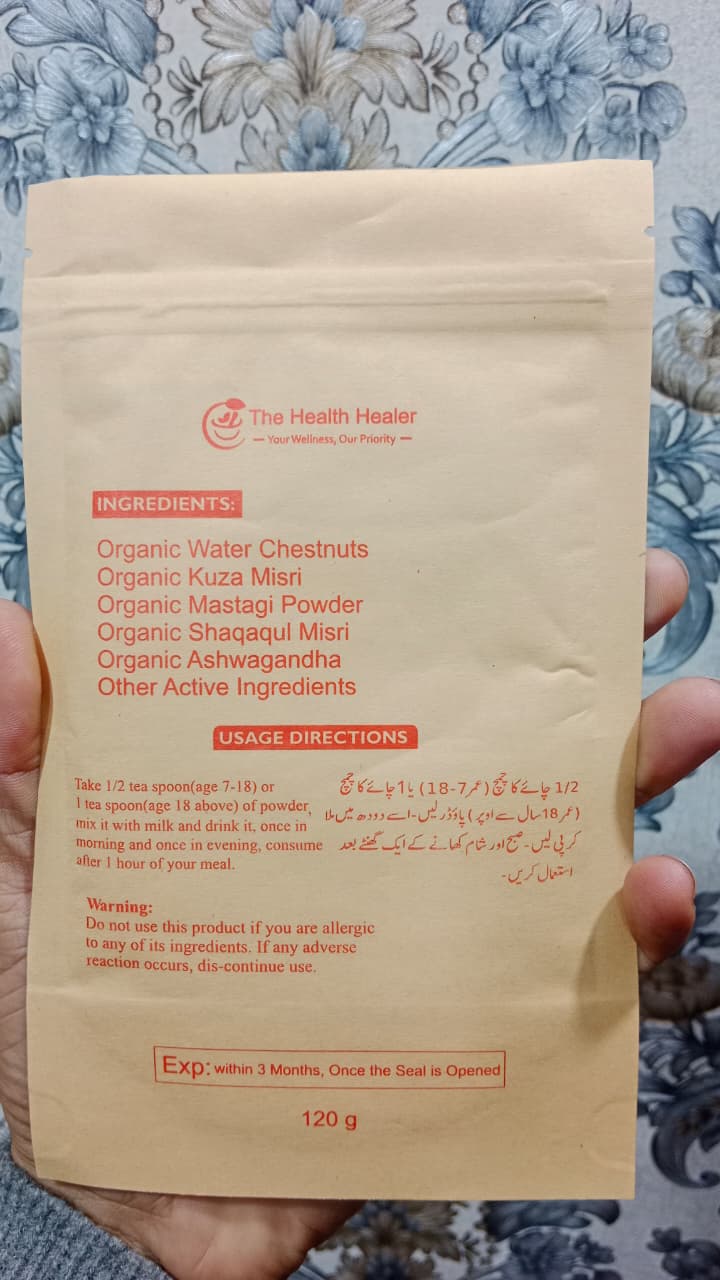 The Health Healer
— Your Wellness, Our Priority —
INGREDIENTS:
Organic Water Chestnuts
Organic Kuza Misri
Organic Mastagi Powder
Organic Shaqaqul Misri
Organic Ashwagandha
Other Active Ingredients
USAGE DIRECTIONS
Take 1/2 tea spoon(age 7-18) or
1 tea spoon(age 18 above) of powder,
mix it with milk and drink it, once in
morning and once in evening, consume
after 1 hour of your meal.
1/2 چائے کا چمچ (عمر 7-18) یا 1 چائے کا چمچ
(عمر 18 سال سے اوپر) پاؤڈر لیں۔ اسے دودھ میں ملا
کر پی لیں۔ صبح اور شام کھانے کے ایک گھنٹے بعد
استعمال کریں۔
Warning:
Do not use this product if you are allergic
to any of its ingredients. If any adverse
reaction occurs, dis-continue use.
Exp: within 3 Months, Once the Seal is Opened
120 g